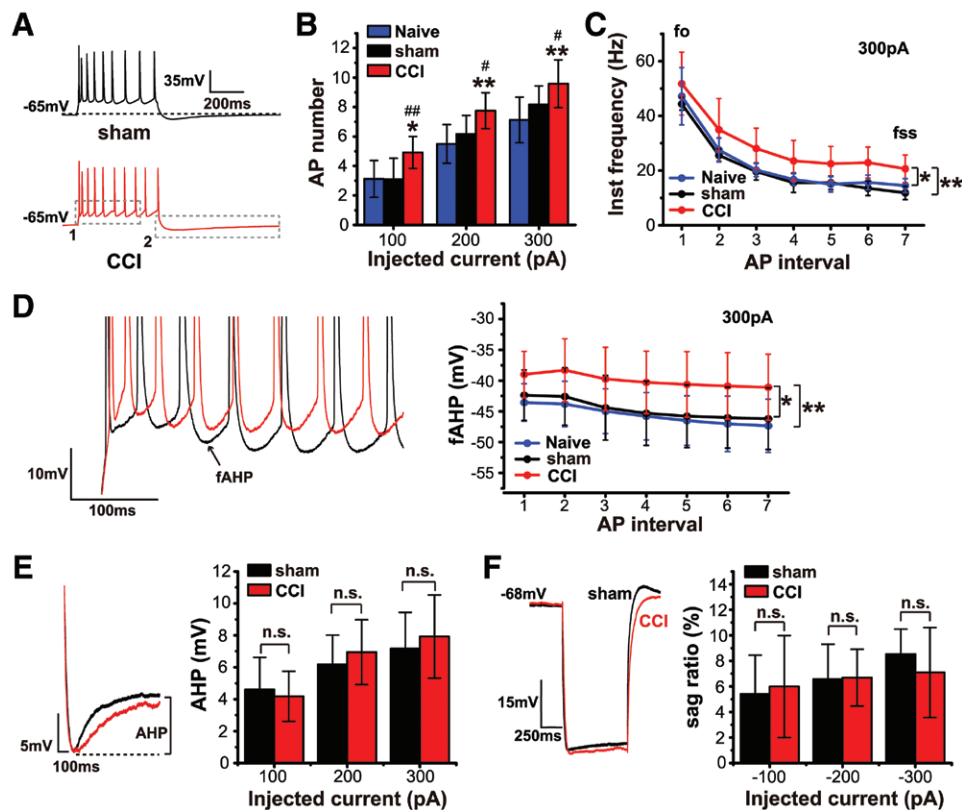 A
-65mV
35mV
200ms
sham
-65mV
1
2
CCI
B
Naive
sham
CCI
AP number
12
10
8
6
4
2
0
##
*
#
**
#
**
100
200
300
Injected current (pA)
C
fo
300pA
Inst frequency (Hz)
60
40
20
0
fss
Naive
sham
CCI
*
**
1 2 3 4 5 6 7
AP interval
D
fAHP
10mV
100ms
300pA
fAHP (mV)
-30
-35
-40
-45
-50
-55
Naive
sham
CCI
*
**
1 2 3 4 5 6 7
AP interval
E
5mV
100ms
AHP
sham
CCI
AHP (mV)
12
10
8
6
4
2
0
n.s.
n.s.
n.s.
100
200
300
Injected current (pA)
F
-68mV
sham
CCI
15mV
250ms
sham
CCI
sag ratio (%)
14
12
10
8
6
4
2
0
n.s.
n.s.
n.s.
-100
-200
-300
Injected current (pA)